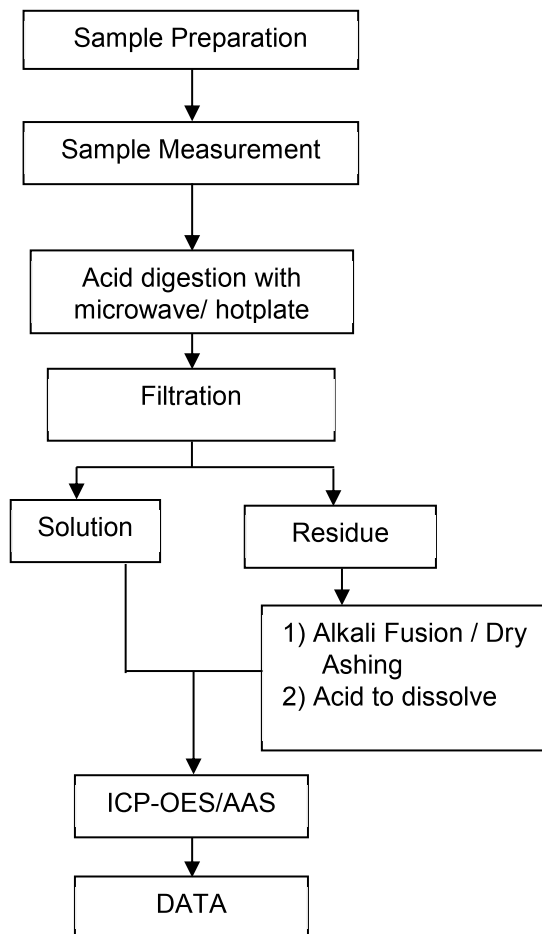 Sample Preparation
Sample Measurement
Acid digestion with
microwave/ hotplate
Filtration
Solution
Residue
1) Alkali Fusion / Dry
Ashing
2) Acid to dissolve
ICP-OES/AAS
DATA